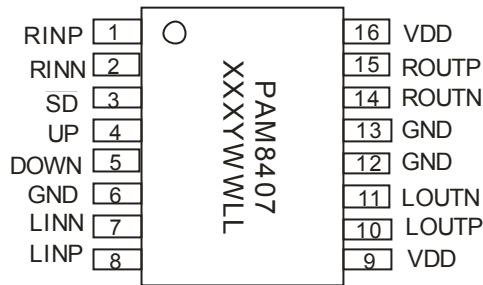 RINP 1
RINN 2
SD 3
UP 4
DOWN 5
GND 6
LINN 7
LINP 8
PAM8407
XXXYWWLL
16 VDD
15 ROUTP
14 ROUTN
13 GND
12 GND
11 LOUTN
10 LOUTP
9 VDD